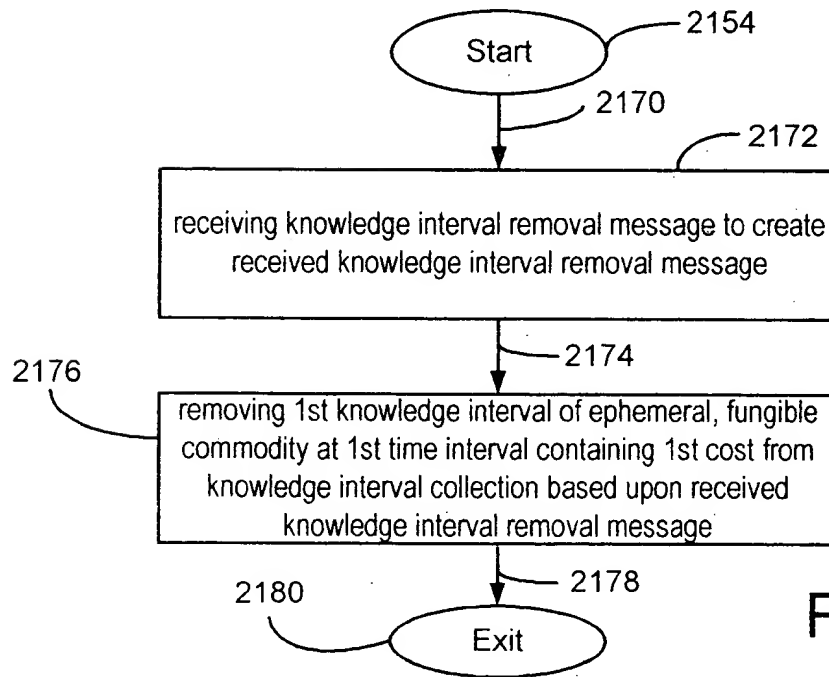 Start
2154
2170
2172
receiving knowledge interval removal message to create
received knowledge interval removal message
2174
2176
removing 1st knowledge interval of ephemeral, fungible
commodity at 1st time interval containing 1st cost from
knowledge interval collection based upon received
knowledge interval removal message
2178
2180
Exit
F